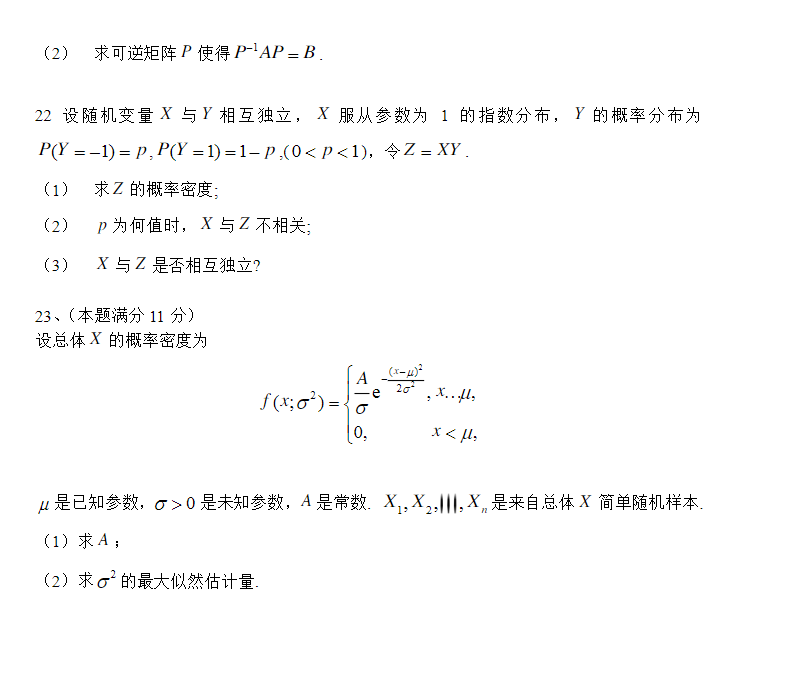 （2） 求可逆矩阵 P 使得 P⁻¹AP = B .
22 设随机变量 X 与 Y 相互独立， X 服从参数为 1 的指数分布， Y 的概率分布为
P(Y = −1) = p , P(Y = 1) = 1 − p ,( 0 < p < 1)，令 Z = XY .
（1） 求 Z 的概率密度;
（2） p 为何值时， X 与 Z 不相关;
（3） X 与 Z 是否相互独立?
23、（本题满分 11 分）
设总体 X 的概率密度为
f (x; σ²) = { A/σ e^{−(x−μ)²/2σ²} , x…μ,
0, x < μ,
μ 是已知参数，σ > 0 是未知参数，A 是常数. X₁, X₂,|||, Xₙ 是来自总体 X 简单随机样本.
（1）求 A ；
（2）求 σ² 的最大似然估计量.